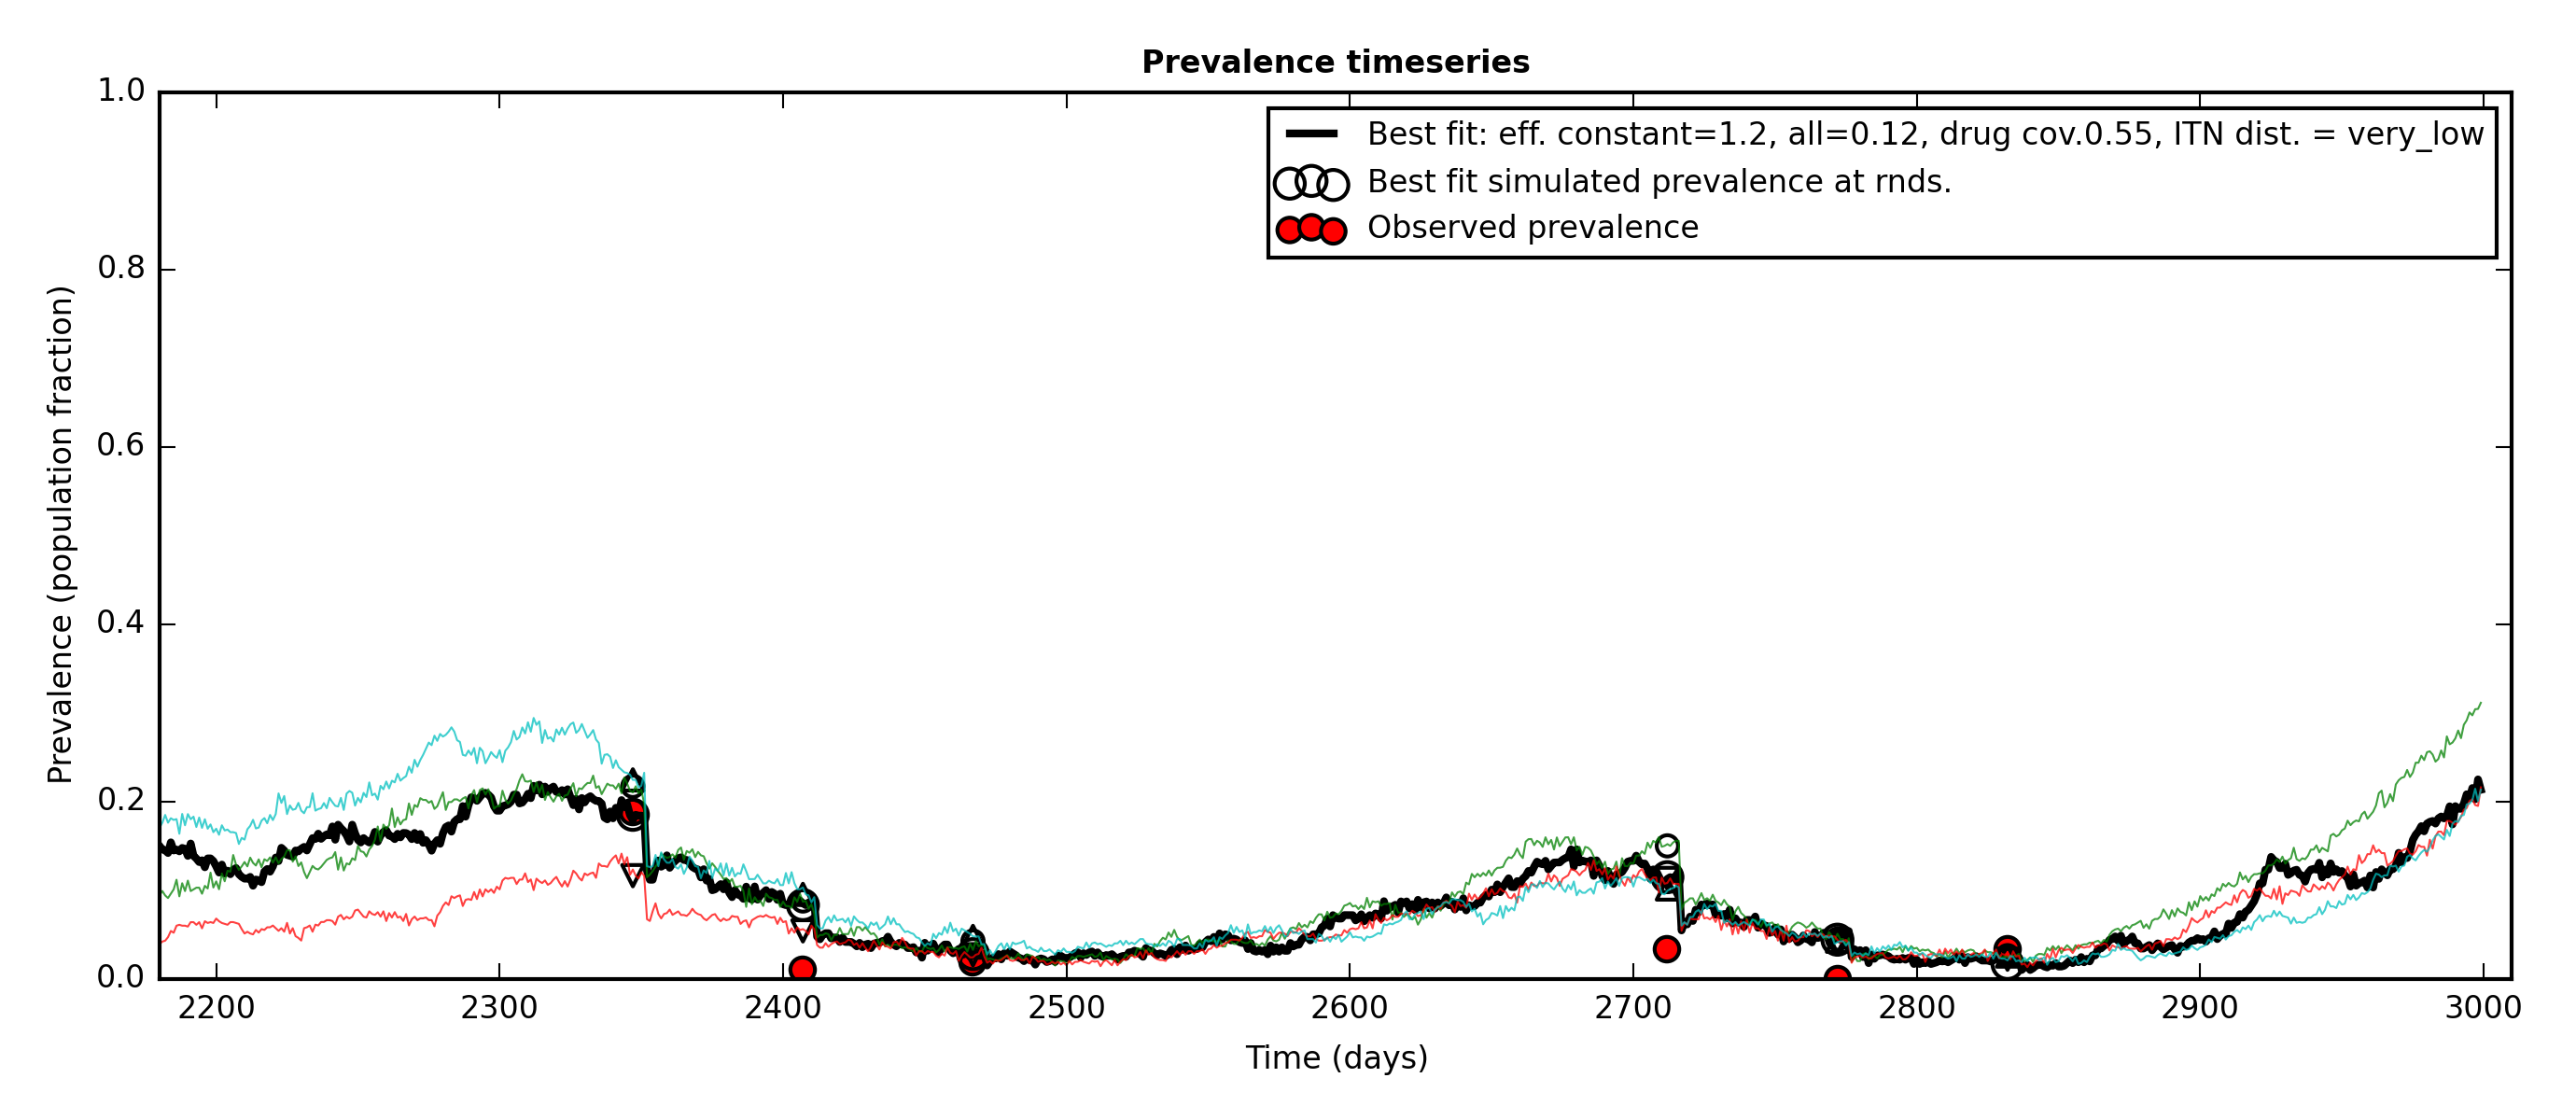 Prevalence timeseries
1.0
0.8
0.6
0.4
0.2
0.0
Prevalence (population fraction)
Best fit: eff. constant=1.2, all=0.12, drug cov.0.55, ITN dist. = very_low
Best fit simulated prevalence at rnds.
Observed prevalence
2200 2300 2400 2500 2600 2700 2800 2900 3000
Time (days)